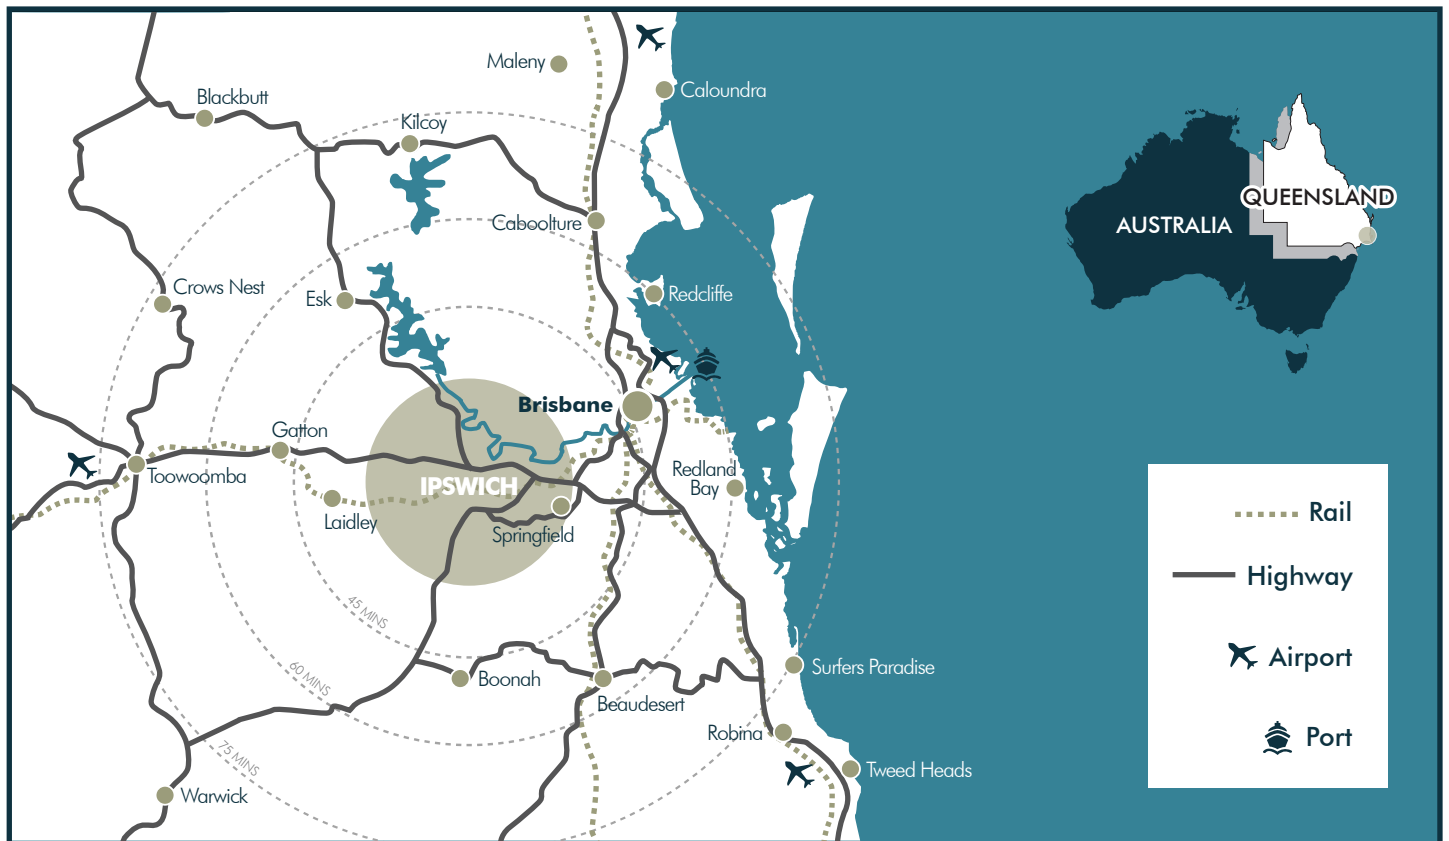 Maleny
Caloundra
Blackbutt
Kilcoy
QUEENSLAND
AUSTRALIA
Caboolture
Crows Nest
Esk
Redcliffe
Brisbane
Gatton
Toowoomba
IPSWICH
Redland
Bay
Laidley
Springfield
Rail
Highway
Airport
Port
45 MINS
60 MINS
75 MINS
Boonah
Surfers Paradise
Beaudesert
Robina
Tweed Heads
Warwick